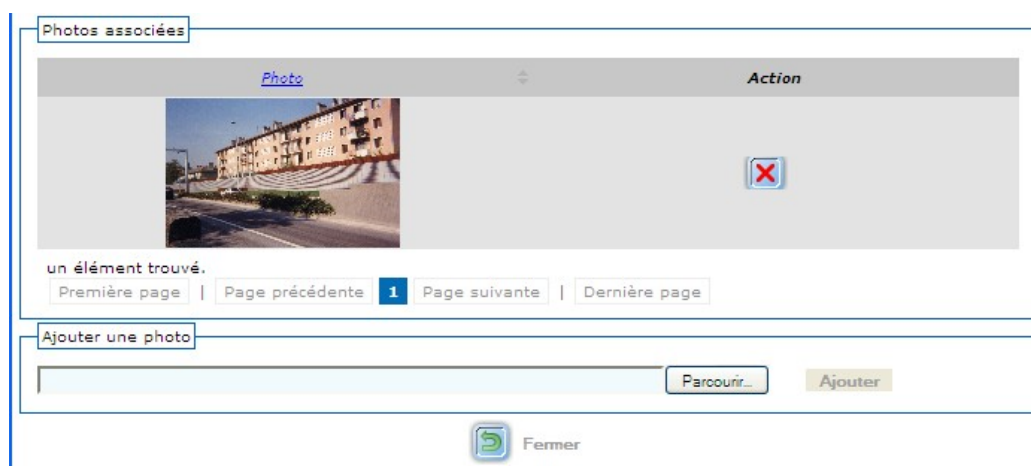 Photos associées
Photo Action
un élément trouvé.
Première page | Page précédente 1 Page suivante | Dernière page
Ajouter une photo
Parcourir... Ajouter
Fermer